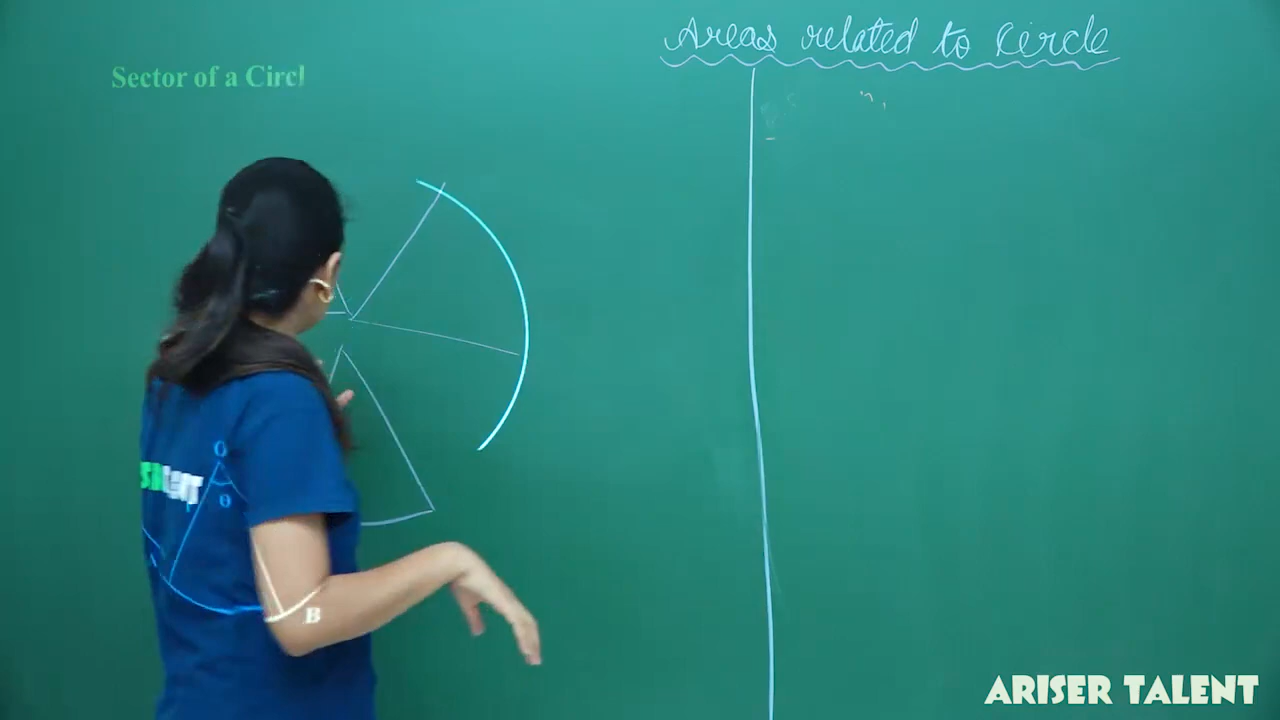 Areas related to Circle
Sector of a Circl
O
θ
B
ARISER TALENT